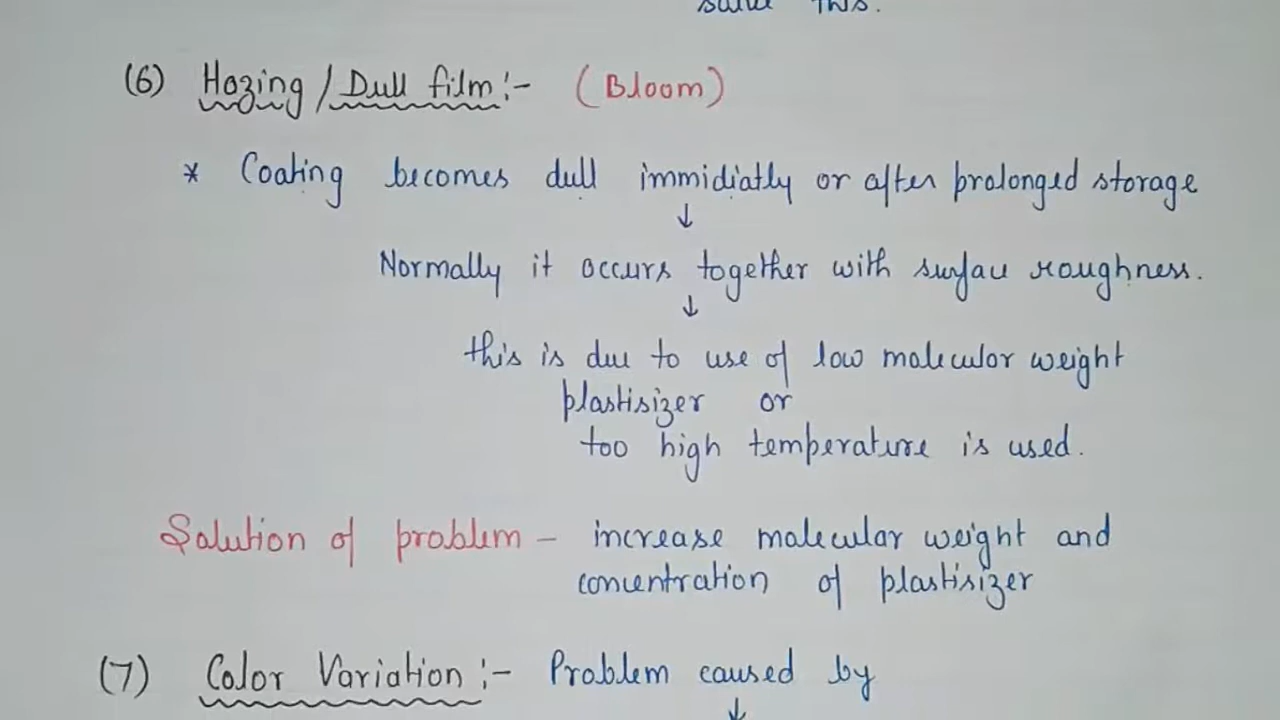 (6) Hazing / Dull film :- (Bloom)
* Coating becomes dull immidiatly or after prolonged storage
↓
Normally it occurs together with surface roughness.
↓
this is due to use of low molecular weight
plastisizer or
too high temperature is used.
Solution of problem - increase molecular weight and
concentration of plastisizer
(7) Color Variation :- Problem caused by
↓